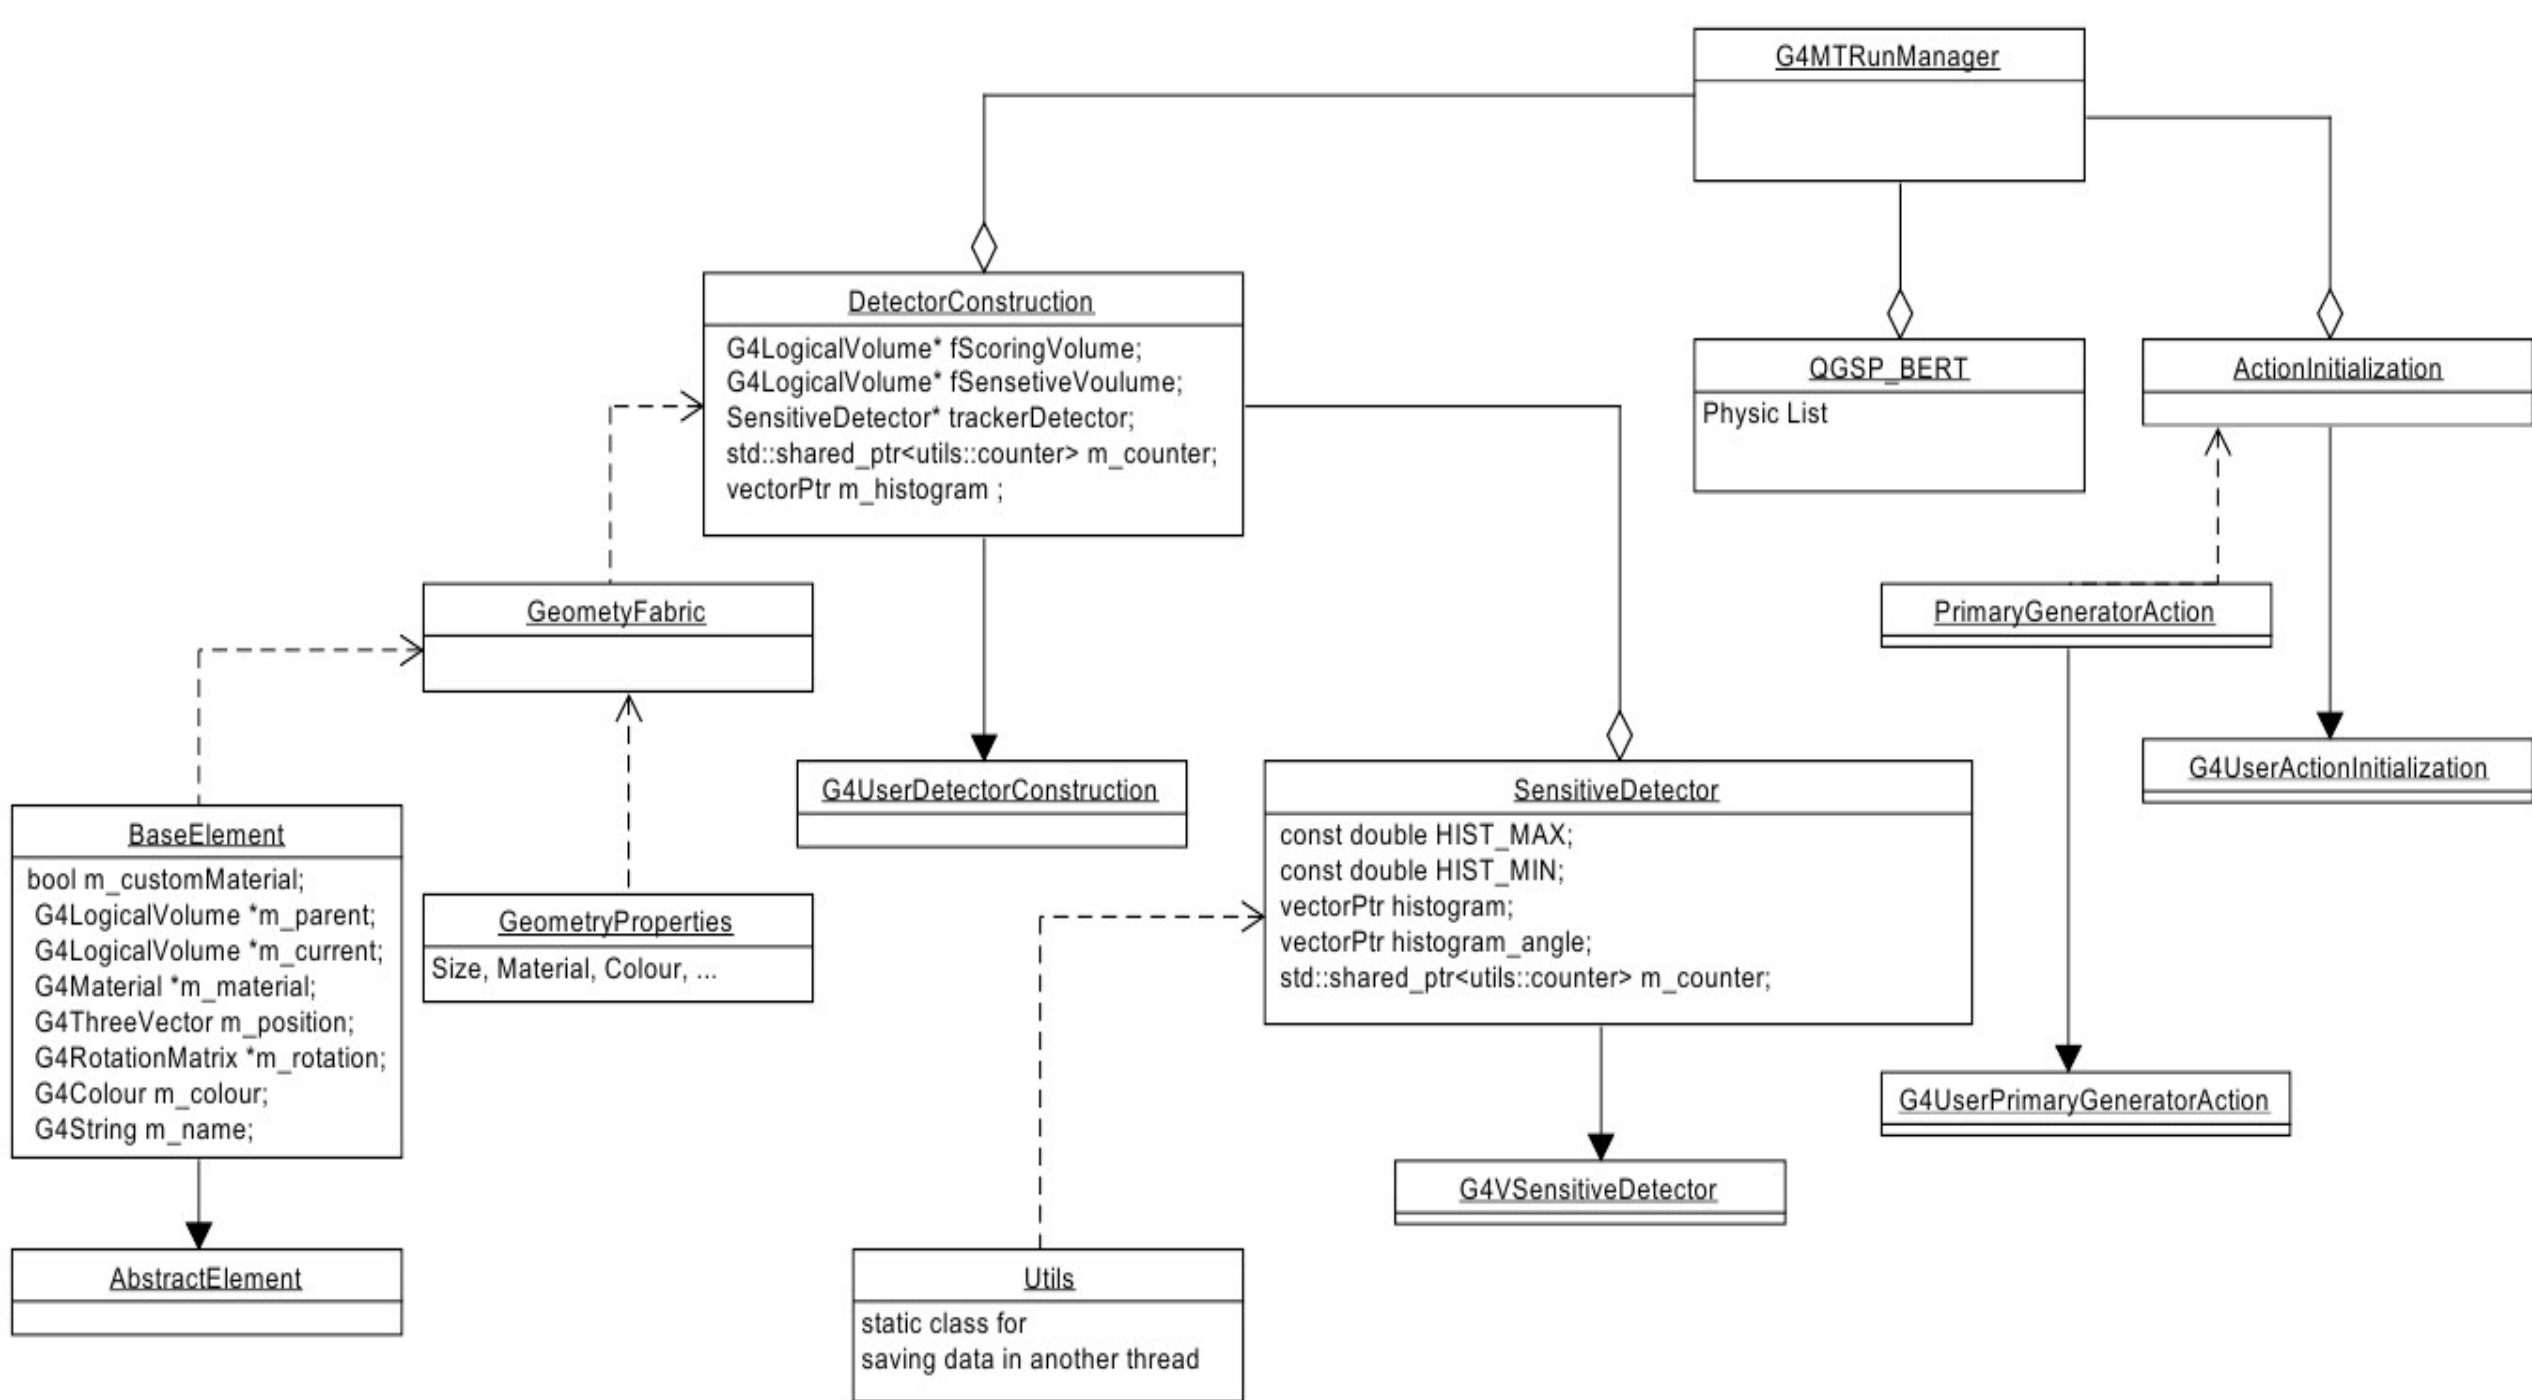 G4MTRunManager
DetectorConstruction
G4LogicalVolume* fScoringVolume;
G4LogicalVolume* fSensetiveVoulume;
SensitiveDetector* trackerDetector;
std::shared_ptr<utils::counter> m_counter;
vectorPtr m_histogram ;
QGSP_BERT
Physic List
ActionInitialization
GeometyFabric
PrimaryGeneratorAction
G4UserDetectorConstruction
SensitiveDetector
const double HIST_MAX;
const double HIST_MIN;
vectorPtr histogram;
vectorPtr histogram_angle;
std::shared_ptr<utils::counter> m_counter;
G4UserActionInitialization
BaseElement
bool m_customMaterial;
G4LogicalVolume *m_parent;
G4LogicalVolume *m_current;
G4Material *m_material;
G4ThreeVector m_position;
G4RotationMatrix *m_rotation;
G4Colour m_colour;
G4String m_name;
GeometryProperties
Size, Material, Colour, ...
G4UserPrimaryGeneratorAction
G4VSensitiveDetector
AbstractElement
Utils
static class for
saving data in another thread